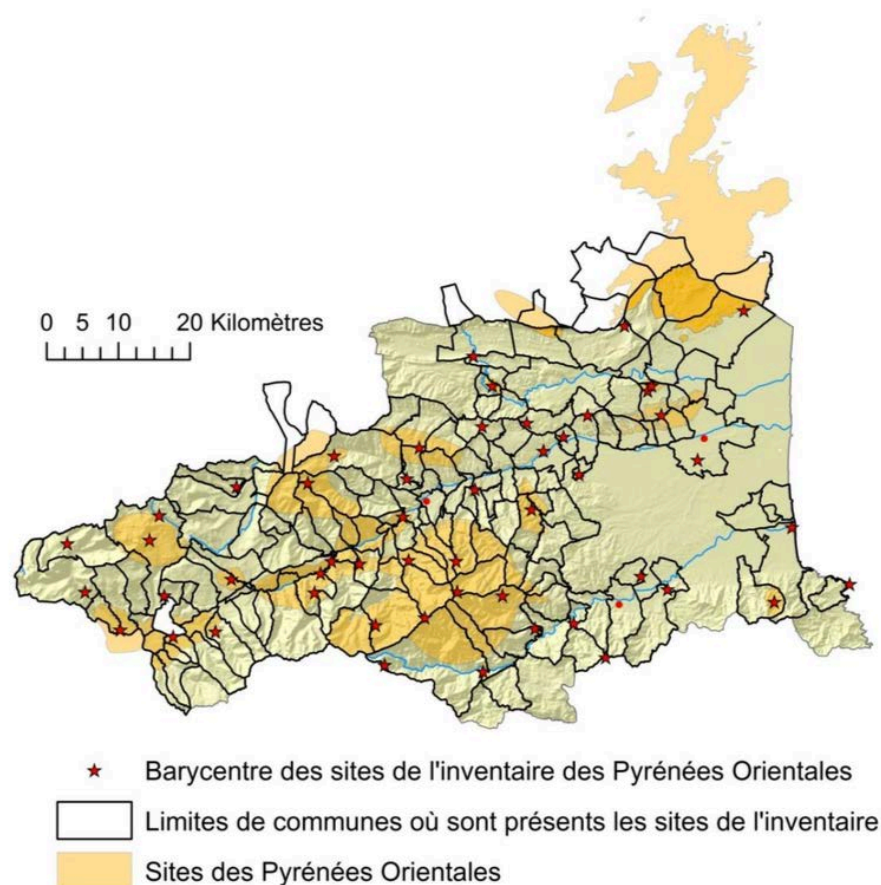 0 5 10 20 Kilomètres
Barycentre des sites de l'inventaire des Pyrénées Orientales
Limites de communes où sont présents les sites de l'inventaire
Sites des Pyrénées Orientales